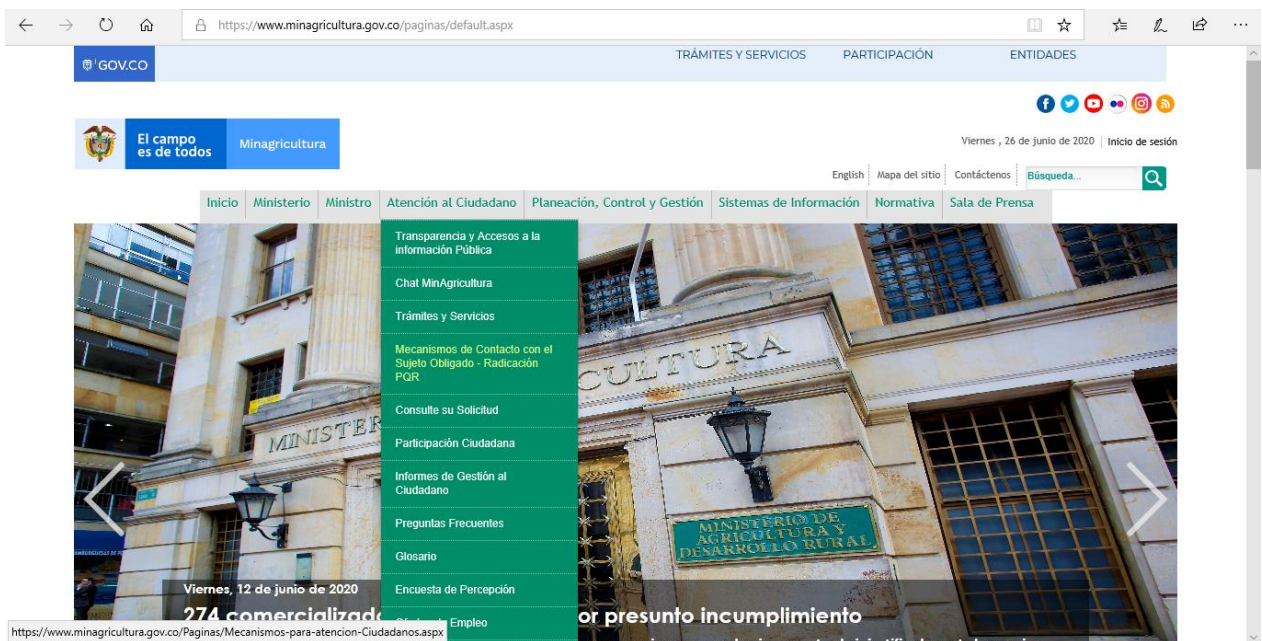 https://www.minagricultura.gov.co/paginas/default.aspx
GOV.CO
TRÁMITES Y SERVICIOS PARTICIPACIÓN ENTIDADES
El campo
es de todos
Minagricultura
Viernes , 26 de junio de 2020 Inicio de sesión
English Mapa del sitio Contáctenos Búsqueda...
Inicio Ministerio Ministro Atención al Ciudadano Planeación, Control y Gestión Sistemas de Información Normativa Sala de Prensa
Transparencia y Accesos a la
información Pública
Chat MinAgricultura
Trámites y Servicios
Mecanismos de Contacto con el
Sujeto Obligado - Radicación
PQR
Consulte su Solicitud
Participación Ciudadana
Informes de Gestión al
Ciudadano
Preguntas Frecuentes
Glosario
Encuesta de Percepción
Empleo
MINISTER
CULTURA
MINISTERIO DE
AGRICULTURA Y
DESARROLLO RURAL
Viernes, 12 de junio de 2020
274 comercializado or presunto incumplimiento
https://www.minagricultura.gov.co/Paginas/Mecanismos-para-atencion-Ciudadanos.aspx